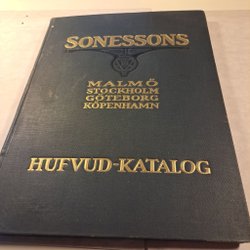 SONESSONS
MALMÖ
STOCKHOLM
GÖTEBORG
KÖPENHAMN
HUFVUD-KATALOG